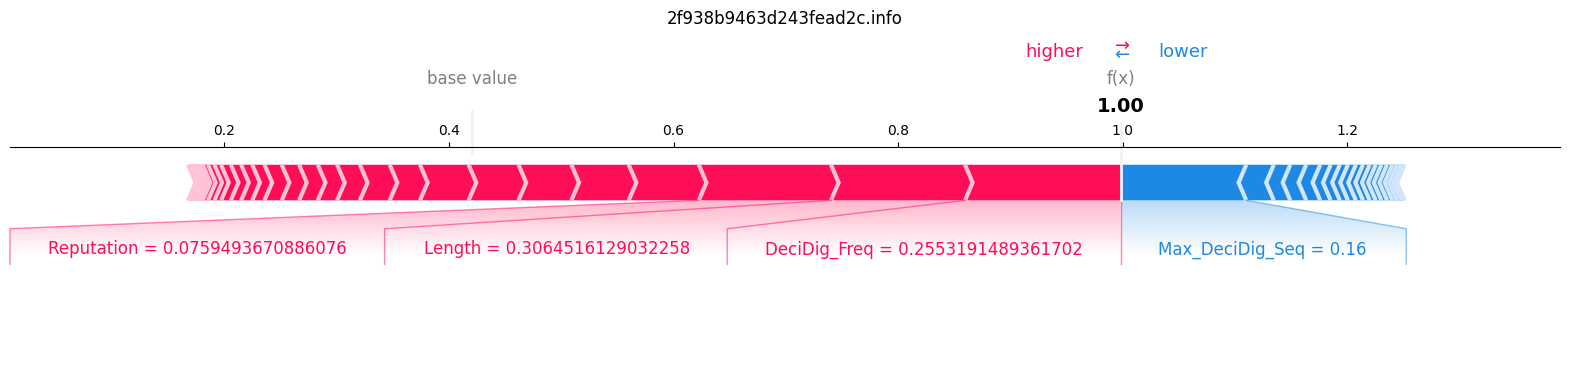 2f938b9463d243fead2c.info
higher ⇄ lower
base value f(x)
1.00
0.2 0.4 0.6 0.8 1.0 1.2
Reputation = 0.0759493670886076 Length = 0.3064516129032258 DeciDig_Freq = 0.2553191489361702 Max_DeciDig_Seq = 0.16